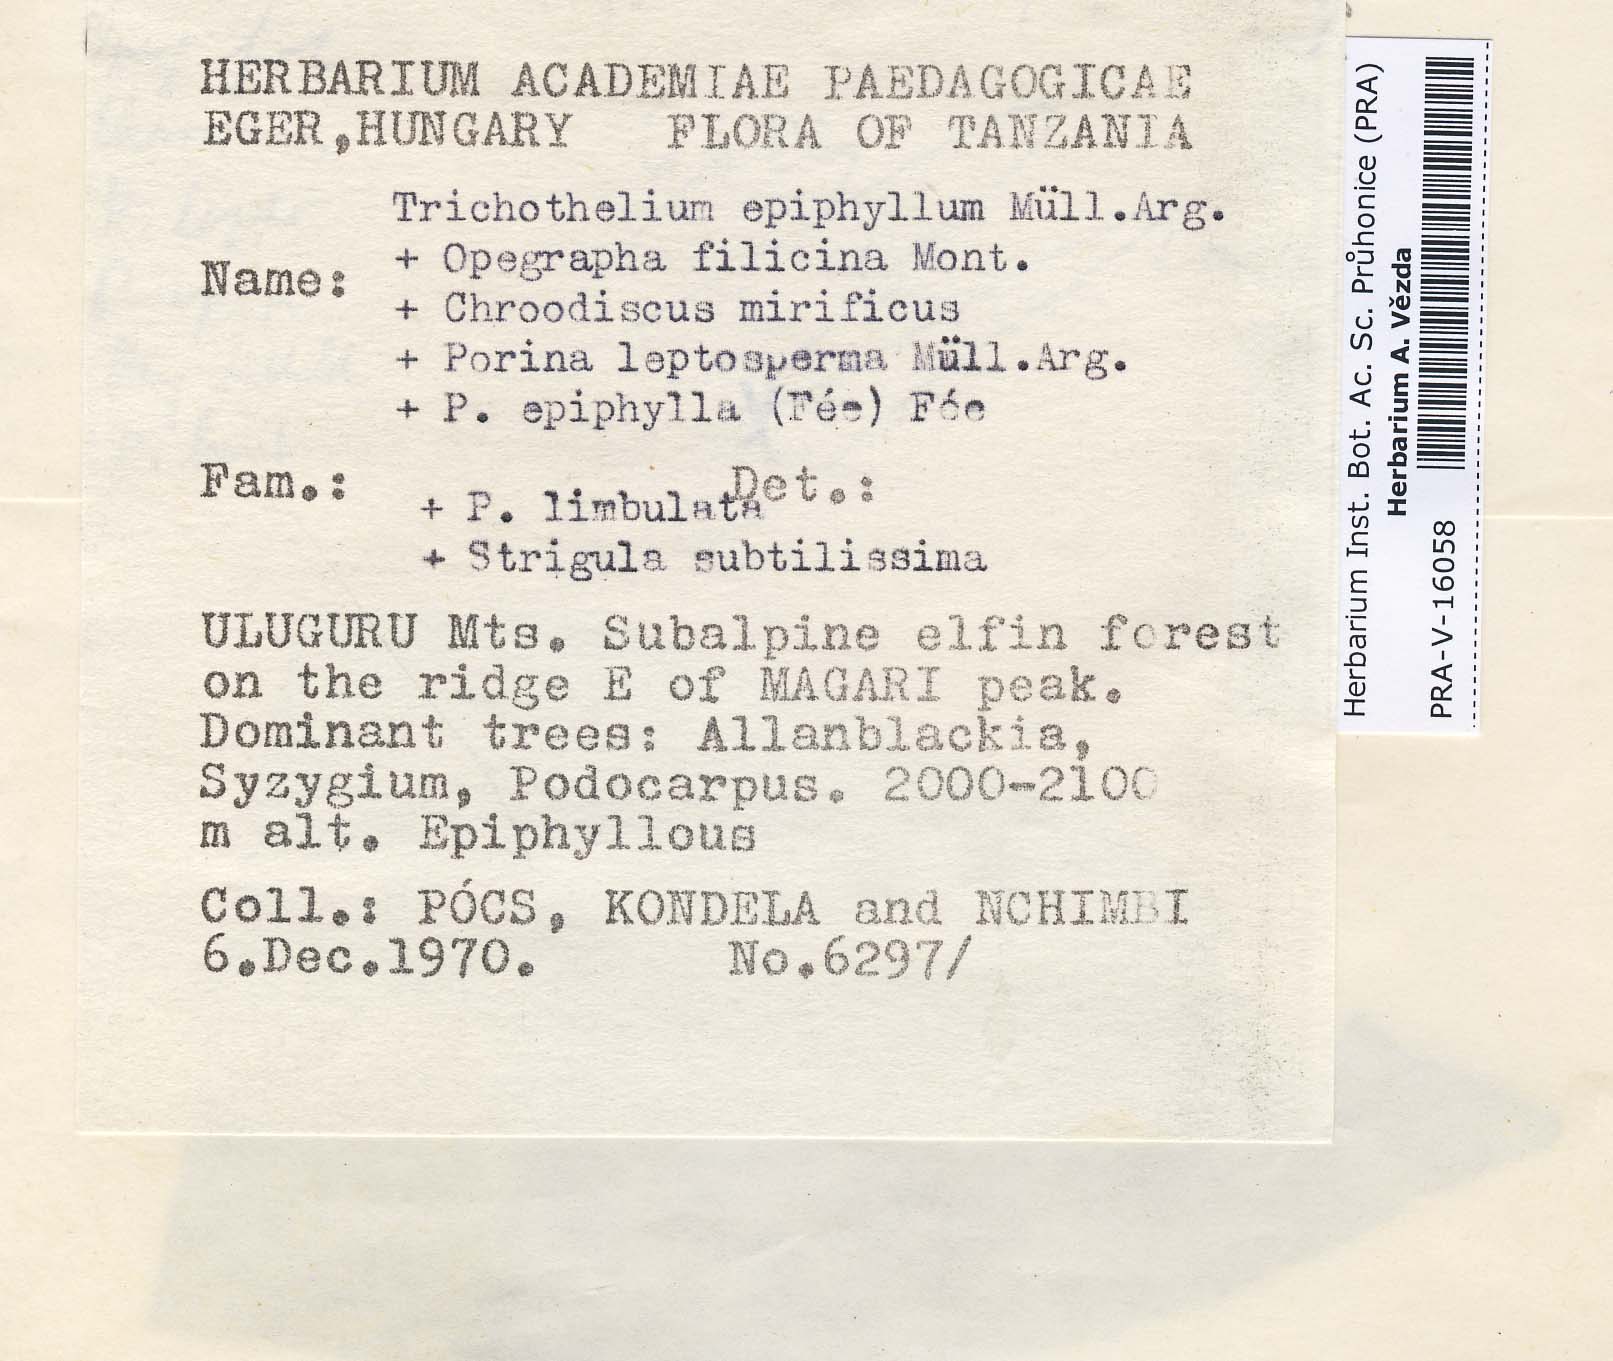 HERBARIUM ACADEMIAE PAEDAGOGICAE
EGER,HUNGARY FLORA OF TANZANIA
Trichothelium epiphyllum Müll.Arg.
+ Opegrapha filicina Mont.
Name:
+ Chroodiscus mirificus
+ Porina leptosperma Müll.Arg.
+ P. epiphylla (Fée) Fée
Fam.: Det.:
+ P. limbulata
+ Strigula subtilissima
ULUGURU Mts. Subalpine elfin forest
on the ridge E of MAGARI peak.
Dominant trees: Allanblackia,
Syzygium, Podocarpus. 2000-2100
m alt. Epiphyllous
Coll.: PÓCS, KONDELA and NCHIMBI
6.Dec.1970. No.6297/
Herbarium Inst. Bot. Ac. Sc. Průhonice (PRA)
Herbarium A. Vězda
PRA-V-16058